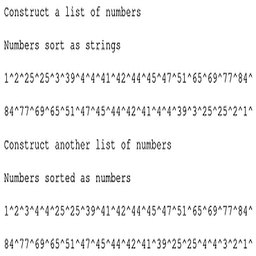 Construct a list of numbers
Numbers sort as strings
1^2^25^25^3^39^4^4^41^42^44^45^47^51^65^69^77^84^
84^77^69^65^51^47^45^44^42^41^4^4^39^3^25^25^2^1^
Construct another list of numbers
Numbers sorted as numbers
1^2^3^4^4^25^25^39^41^42^44^45^47^51^65^69^77^84^
84^77^69^65^51^47^45^44^42^41^39^25^25^4^4^3^2^1^